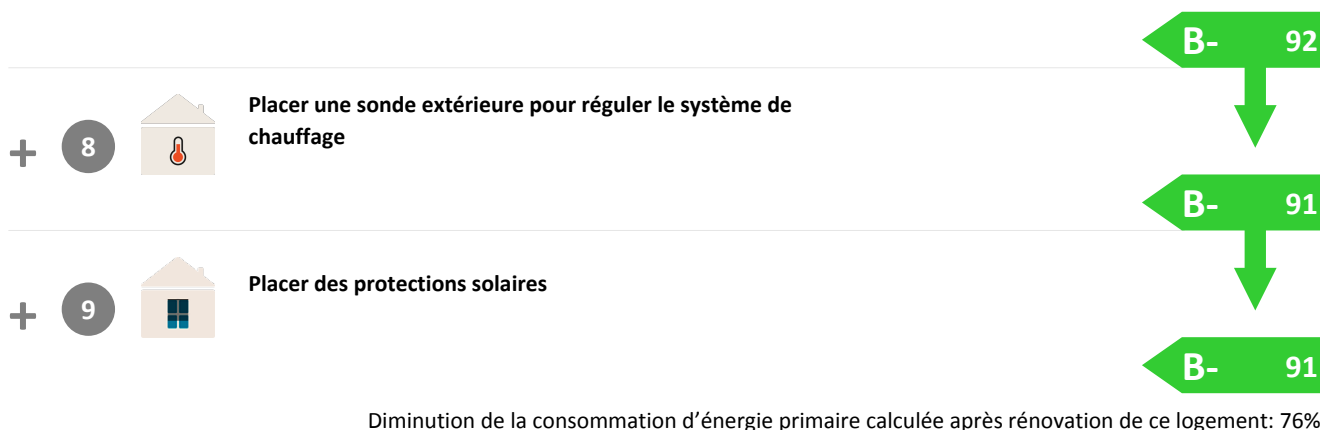 B- 92
Placer une sonde extérieure pour réguler le système de
chauffage
+ 8
B- 91
Placer des protections solaires
+ 9
B- 91
Diminution de la consommation d’énergie primaire calculée après rénovation de ce logement: 76%